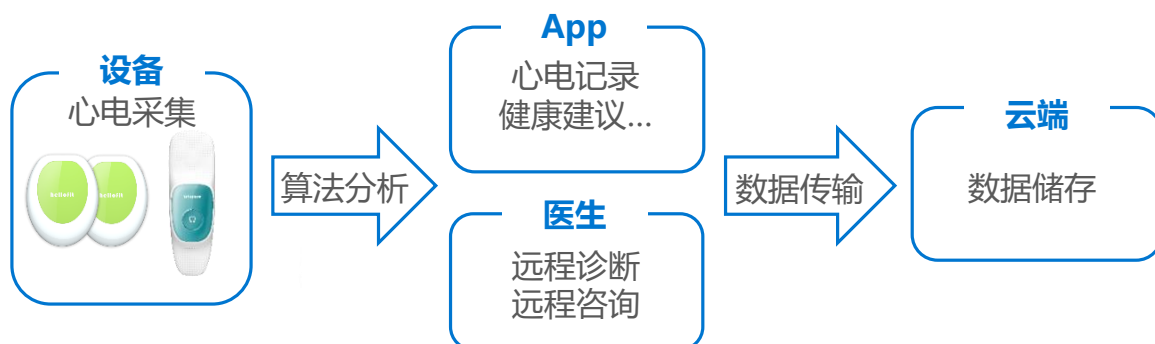 设备
心电采集
算法分析
App
心电记录
健康建议...
医生
远程诊断
远程咨询
数据传输
云端
数据储存